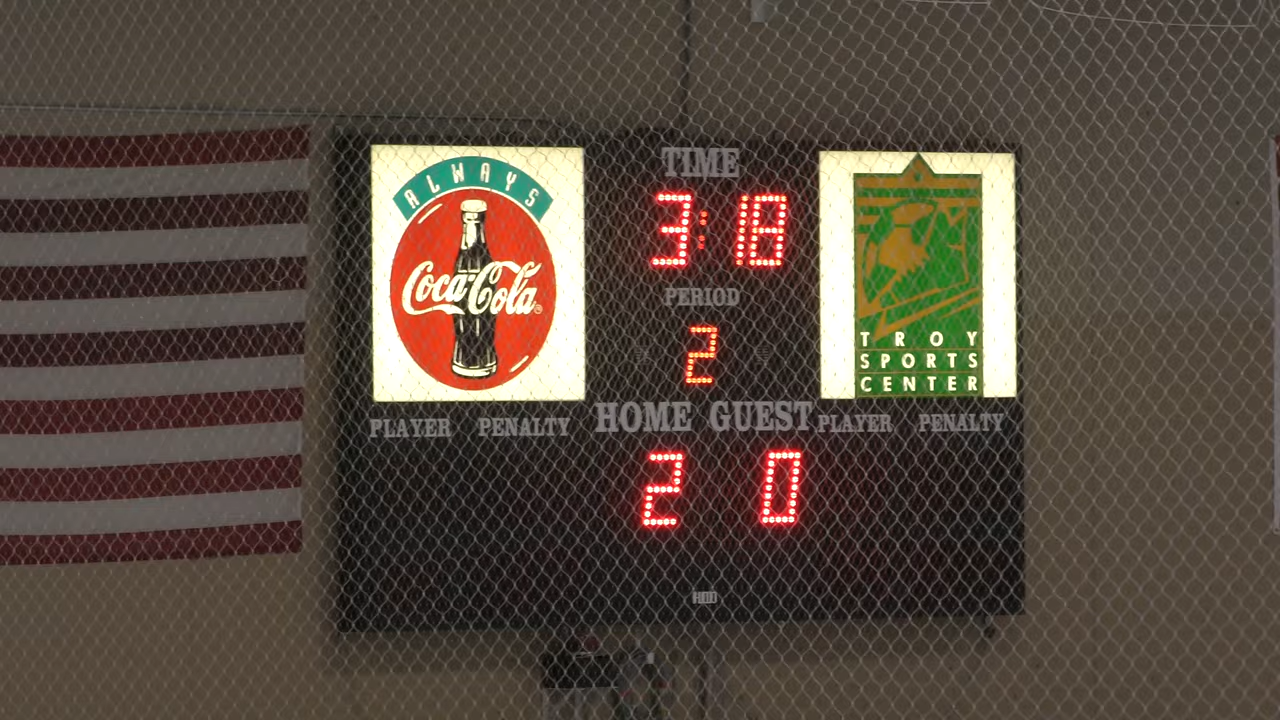 ALWAYS
Coca-Cola
TIME
3:18
PERIOD
2
HOME GUEST
2 0
PLAYER PENALTY
PLAYER PENALTY
TROY
SPORTS
CENTER